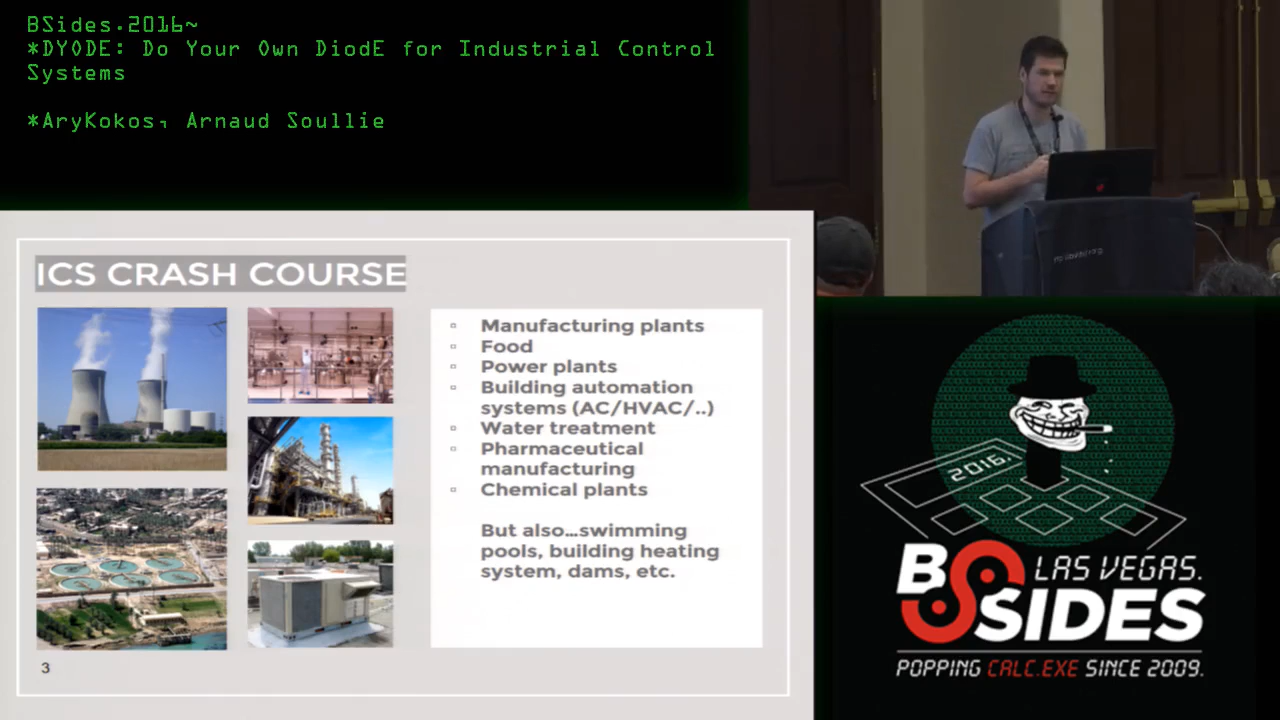 BSides.2016~
*DYODE: Do Your Own DiodE for Industrial Control
Systems
*AryKokos, Arnaud Soullie
ICS CRASH COURSE
Manufacturing plants
Food
Power plants
Building automation
systems (AC/HVAC/..)
Water treatment
Pharmaceutical
manufacturing
Chemical plants
But also…swimming
pools, building heating
system, dams, etc.
3
2016.
BSIDES
LAS VEGAS.
POPPING CALC.EXE SINCE 2009.